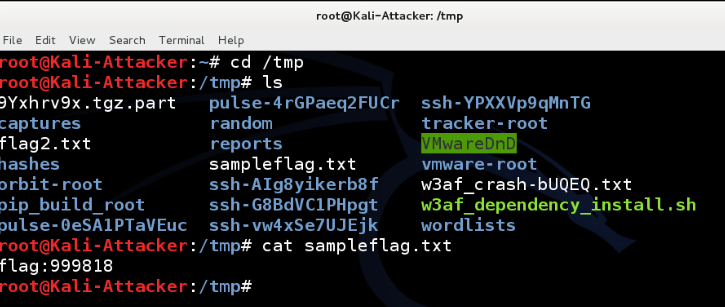 root@Kali-Attacker: /tmp
File Edit View Search Terminal Help
root@Kali-Attacker:~# cd /tmp
root@Kali-Attacker:/tmp# ls
9Yxhrv9x.tgz.part pulse-4rGPaeq2FUCr ssh-YPXXVp9qMnTG
captures random tracker-root
flag2.txt reports VMwareDnD
hashes sampleflag.txt vmware-root
orbit-root ssh-AIg8yikerb8f w3af_crash-bUQEQ.txt
pip_build_root ssh-G8BdVC1PHpgt w3af_dependency_install.sh
pulse-0eSA1PTaVEuc ssh-vw4xSe7UJEjk wordlists
root@Kali-Attacker:/tmp# cat sampleflag.txt
flag:999818
root@Kali-Attacker:/tmp#